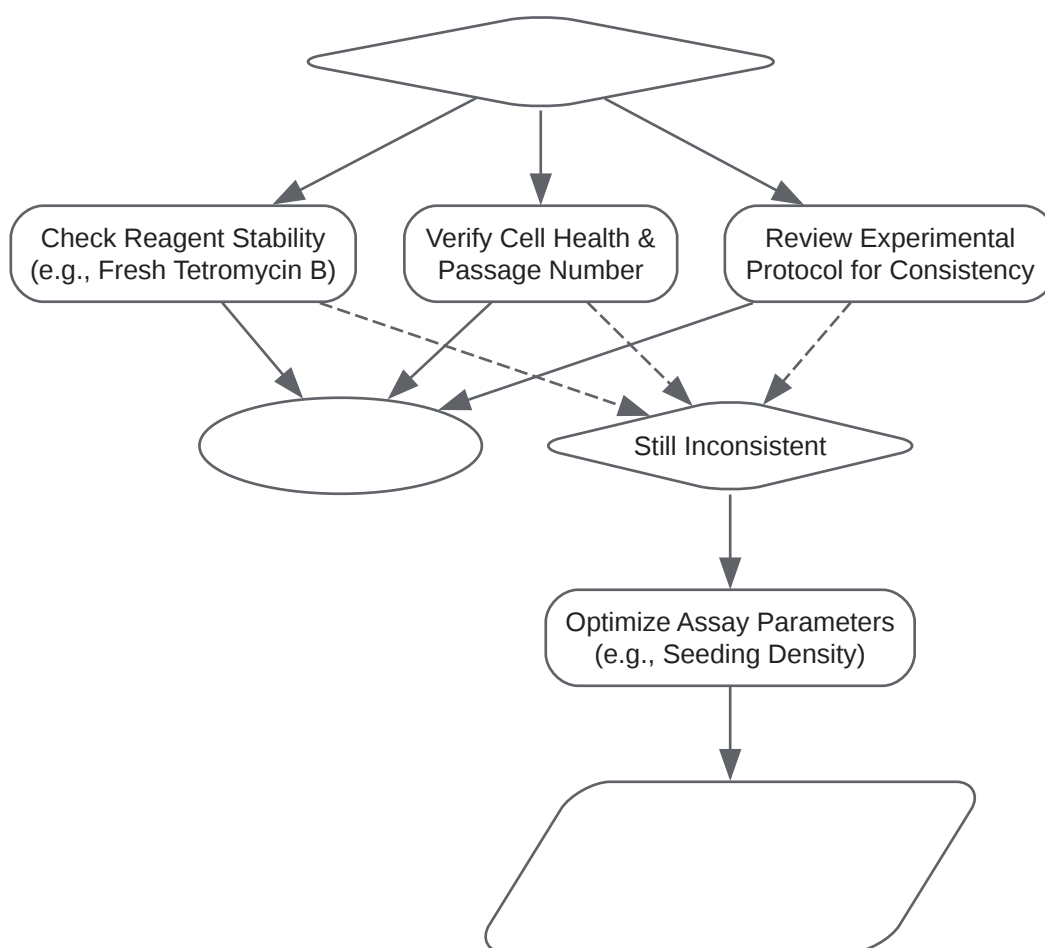 Check Reagent Stability
(e.g., Fresh Tetromycin B)
Verify Cell Health &
Passage Number
Review Experimental
Protocol for Consistency
Still Inconsistent
Optimize Assay Parameters
(e.g., Seeding Density)